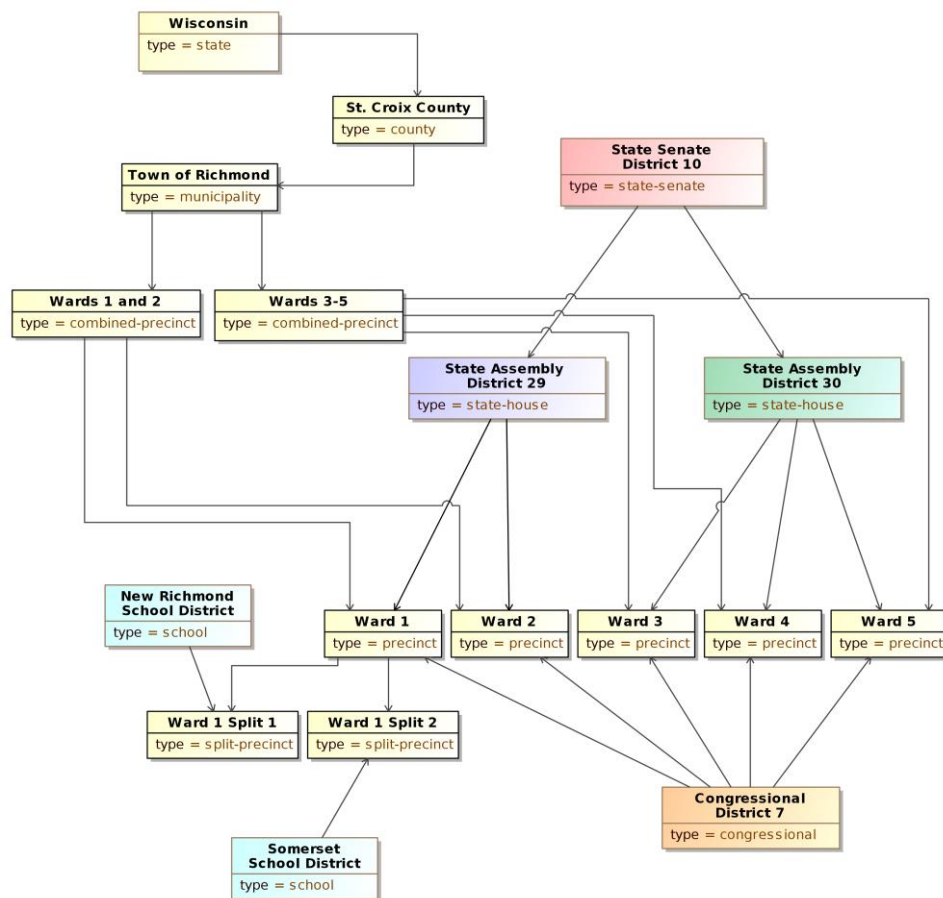 Wisconsin
type = state
St. Croix County
type = county
State Senate
District 10
type = state-senate
Town of Richmond
type = municipality
Wards 1 and 2
type = combined-precinct
Wards 3-5
type = combined-precinct
State Assembly
District 29
type = state-house
State Assembly
District 30
type = state-house
New Richmond
School District
type = school
Ward 1
type = precinct
Ward 2
type = precinct
Ward 3
type = precinct
Ward 4
type = precinct
Ward 5
type = precinct
Ward 1 Split 1
type = split-precinct
Ward 1 Split 2
type = split-precinct
Congressional
District 7
type = congressional
Somerset
School District
type = school